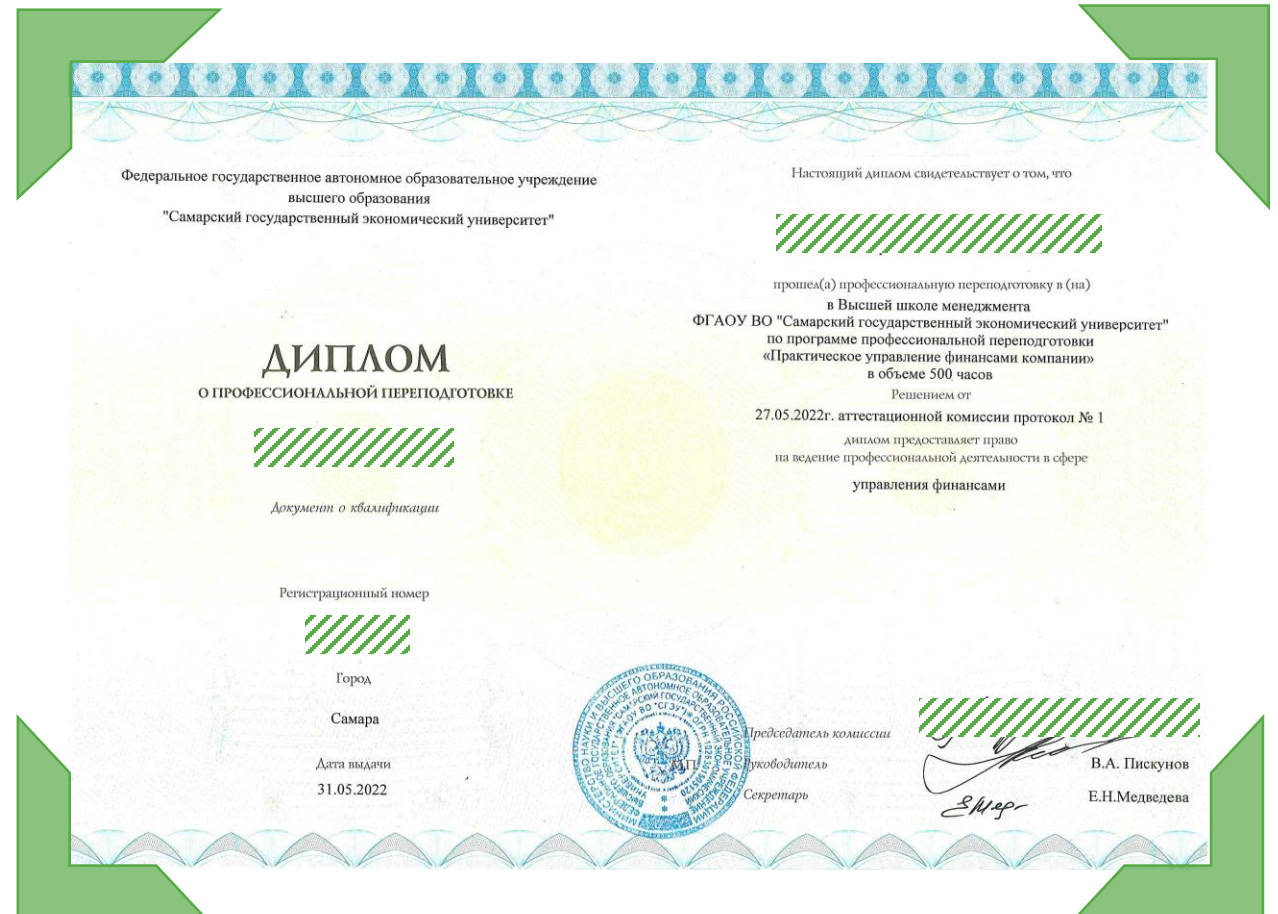 Федеральное государственное автономное образовательное учреждение
высшего образования
"Самарский государственный экономический университет"
ДИПЛОМ
О ПРОФЕССИОНАЛЬНОЙ ПЕРЕПОДГОТОВКЕ
Документ о квалификации
Регистрационный номер
Город
Самара
Дата выдачи
31.05.2022
Настоящий диплом свидетельствует о том, что
прошел(а) профессиональную переподготовку в (на)
в Высшей школе менеджмента
ФГАОУ ВО "Самарский государственный экономический университет"
по программе профессиональной переподготовки
«Практическое управление финансами компании»
в объеме 500 часов
Решением от
27.05.2022г. аттестационной комиссии протокол № 1
диплом предоставляет право
на ведение профессиональной деятельности в сфере
управления финансами
Председатель комиссии
М.П.
Руководитель
В.А. Пискунов
Секретарь
Е.Н.Медведева